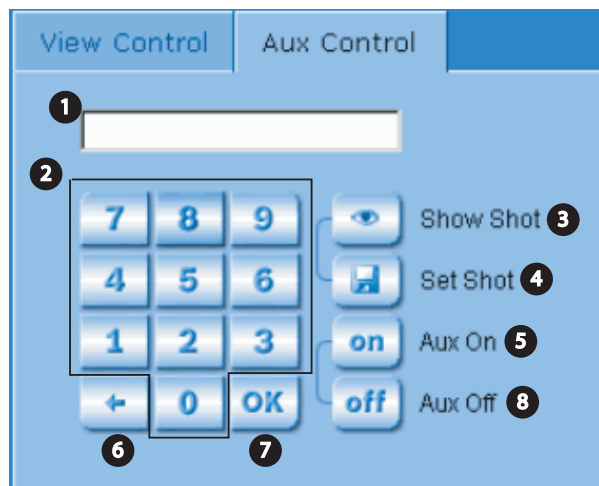 View Control Aux Control
1
2
7 8 9 Show Shot 3
4 5 6 Set Shot 4
1 2 3 on Aux On 5
0 OK off Aux Off 8
6 7